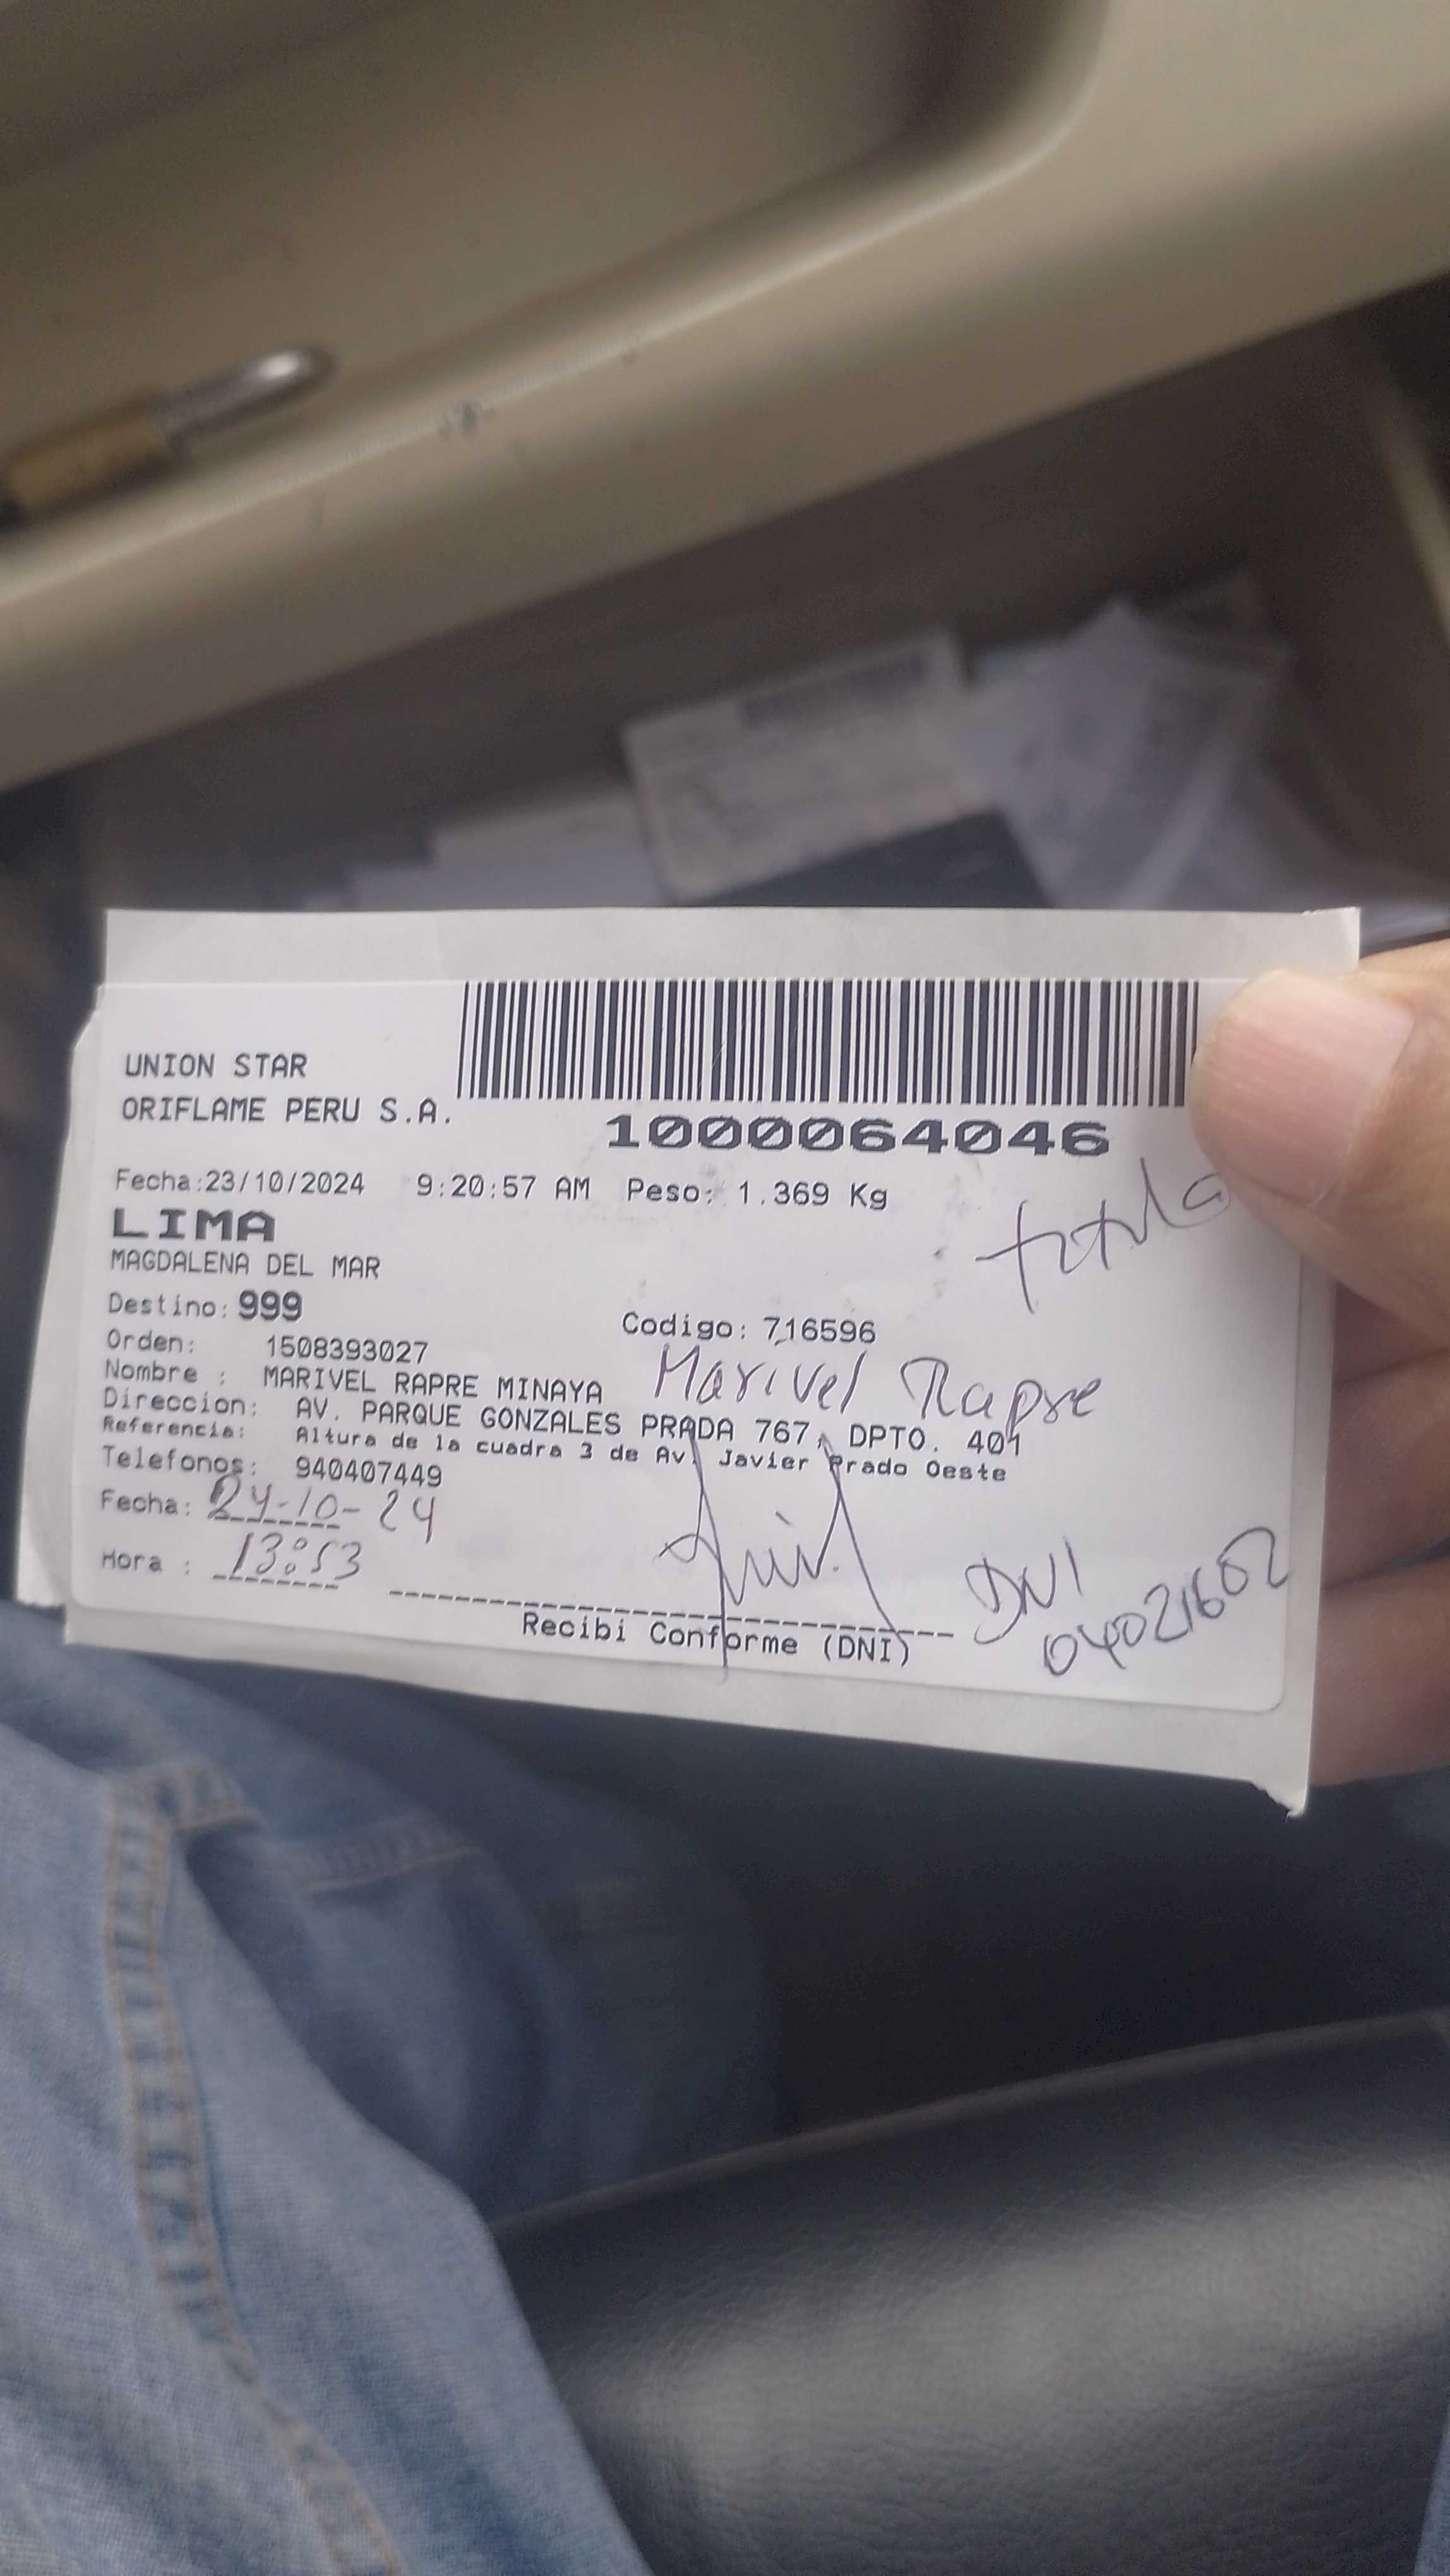 UNION STAR
ORIFLAME PERU S.A.
1000064046
Fecha:23/10/2024 9:20:57 AM Peso: 1.369 Kg
LIMA
MAGDALENA DEL MAR
Destino: 999
Codigo: 716596
Orden: 1508393027
Nombre : MARIVEL RAPRE MINAYA Marivel Rapre
Direccion: AV. PARQUE GONZALES PRADA 767, DPTO. 401
Referencia: Altura de la cuadra 3 de Av. Javier Prado Oeste
Telefonos: 940407449
Fecha: 24-10-24
Hora : 13:53
DNI
04021602
Recibi Conforme (DNI)